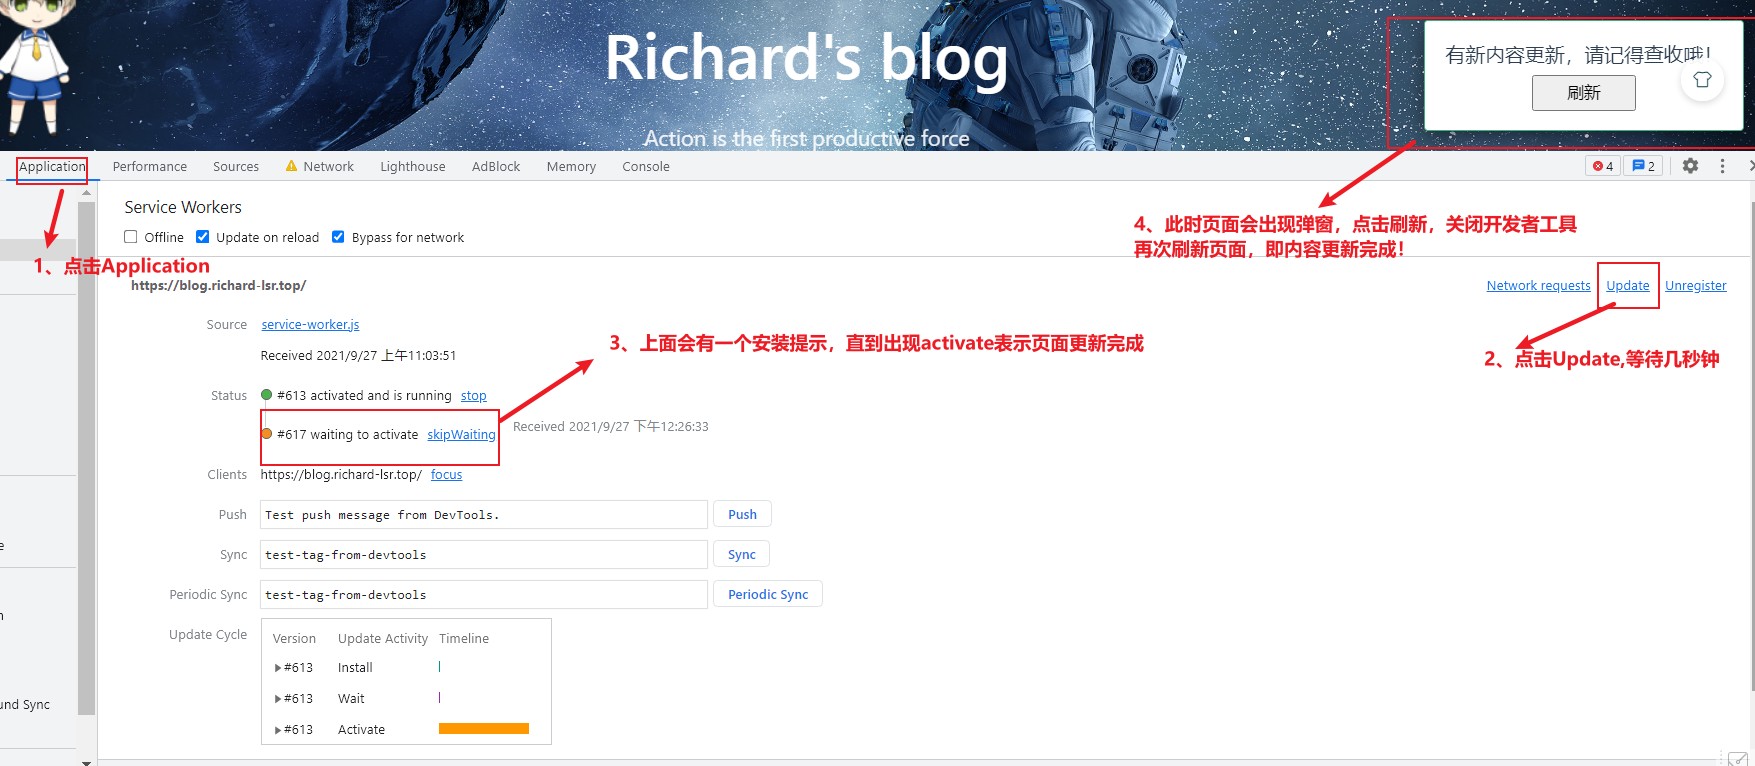 Richard's blog
Action is the first productive force
有新内容更新，请记得查收哦！
刷新
Application
Performance
Sources
Network
Lighthouse
AdBlock
Memory
Console
4
2
Service Workers
Offline
Update on reload
Bypass for network
4、此时页面会出现弹窗，点击刷新，关闭开发者工具
再次刷新页面，即内容更新完成！
1、点击Application
https://blog.richard-lsr.top/
Network requests
Update
Unregister
Source
service-worker.js
Received 2021/9/27 上午11:03:51
3、上面会有一个安装提示，直到出现activate表示页面更新完成
2、点击Update,等待几秒钟
Status
#613 activated and is running
stop
#617 waiting to activate
skipWaiting
Received 2021/9/27 下午12:26:33
Clients
https://blog.richard-lsr.top/
focus
Push
Test push message from DevTools.
Push
Sync
test-tag-from-devtools
Sync
Periodic Sync
test-tag-from-devtools
Periodic Sync
Update Cycle
Version
Update Activity
Timeline
#613
Install
#613
Wait
#613
Activate
und Sync